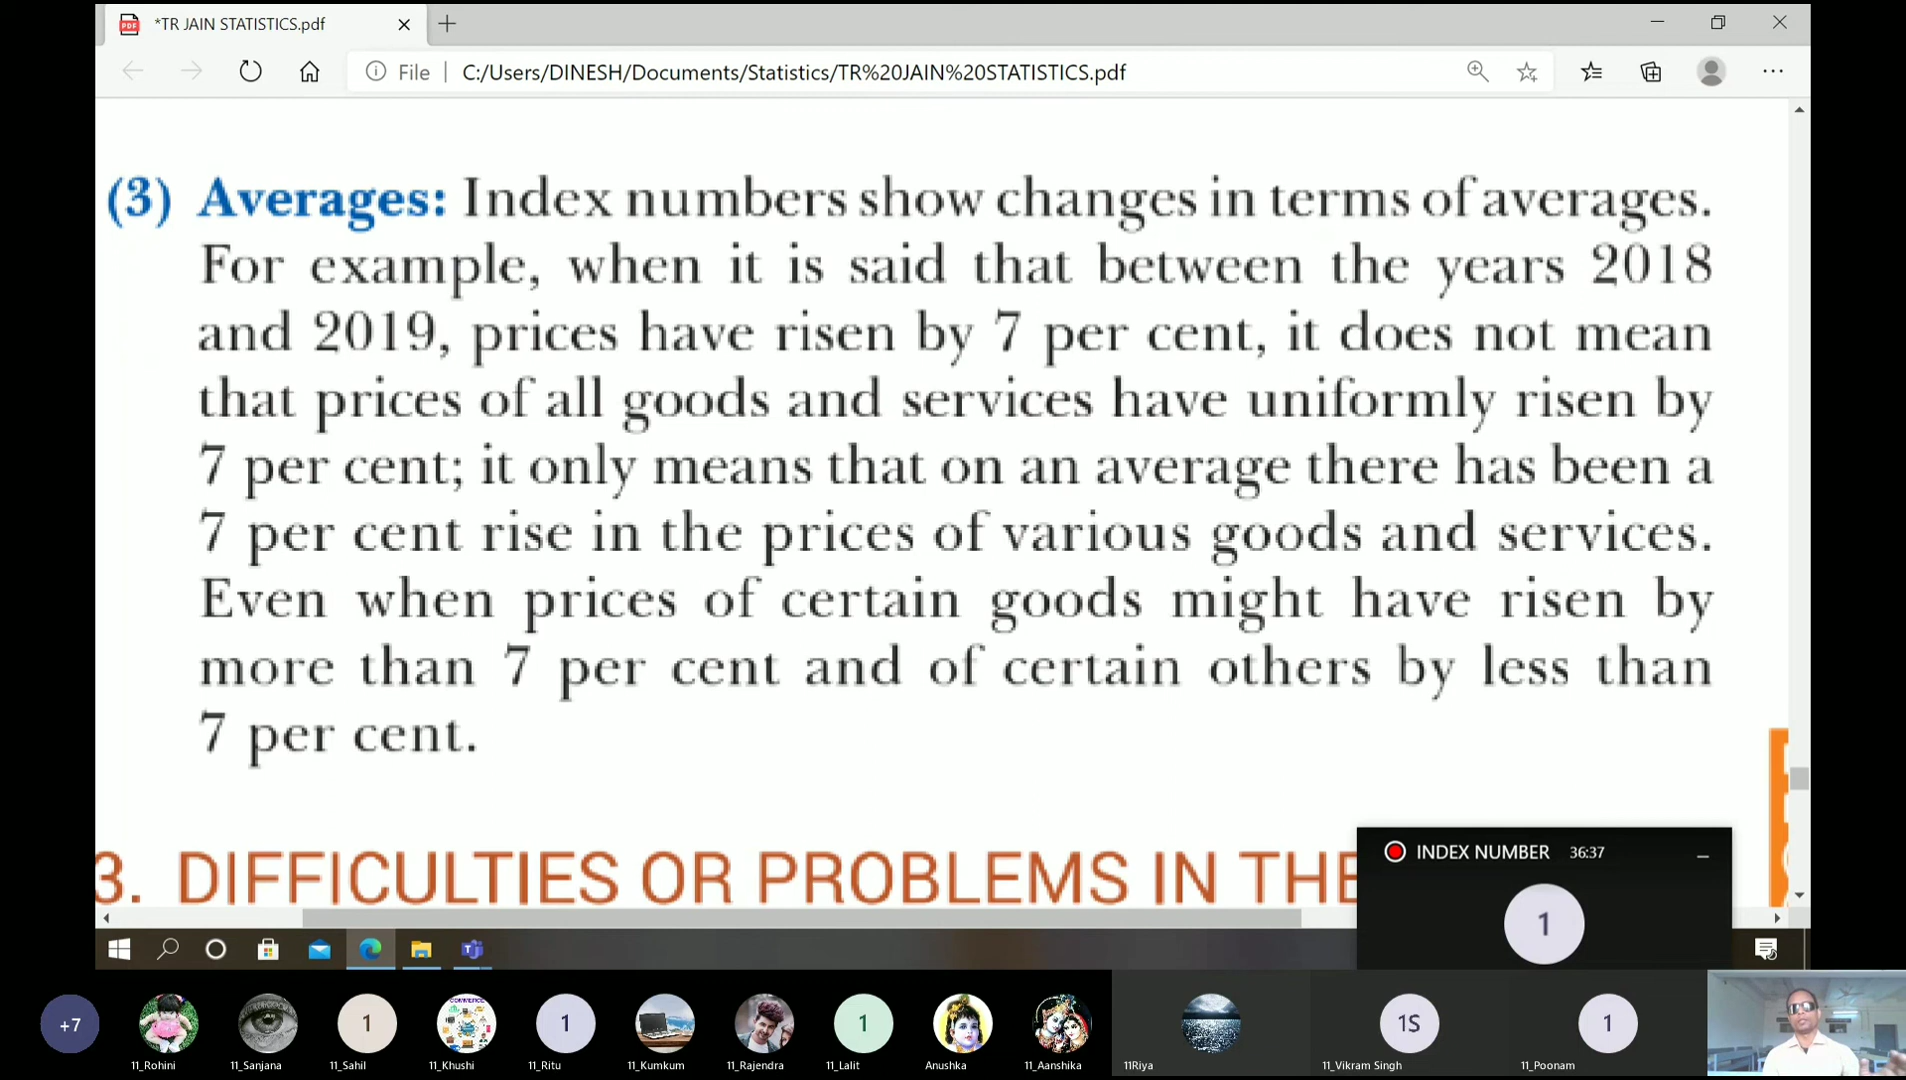 *TR JAIN STATISTICS.pdf
File | C:/Users/DINESH/Documents/Statistics/TR%20JAIN%20STATISTICS.pdf
(3) Averages: Index numbers show changes in terms of averages.
For example, when it is said that between the years 2018
and 2019, prices have risen by 7 per cent, it does not mean
that prices of all goods and services have uniformly risen by
7 per cent; it only means that on an average there has been a
7 per cent rise in the prices of various goods and services.
Even when prices of certain goods might have risen by
more than 7 per cent and of certain others by less than
7 per cent.
3. DIFFICULTIES OR PROBLEMS IN THE
INDEX NUMBER 36:37
1
+7
1
COMMERCE
1
1
1S
1
11_Rohini
11_Sanjana
11_Sahil
11_Khushi
11_Ritu
11_Kumkum
11_Rajendra
11_Lalit
Anushka
11_Aanshika
11Riya
11_Vikram Singh
11_Poonam